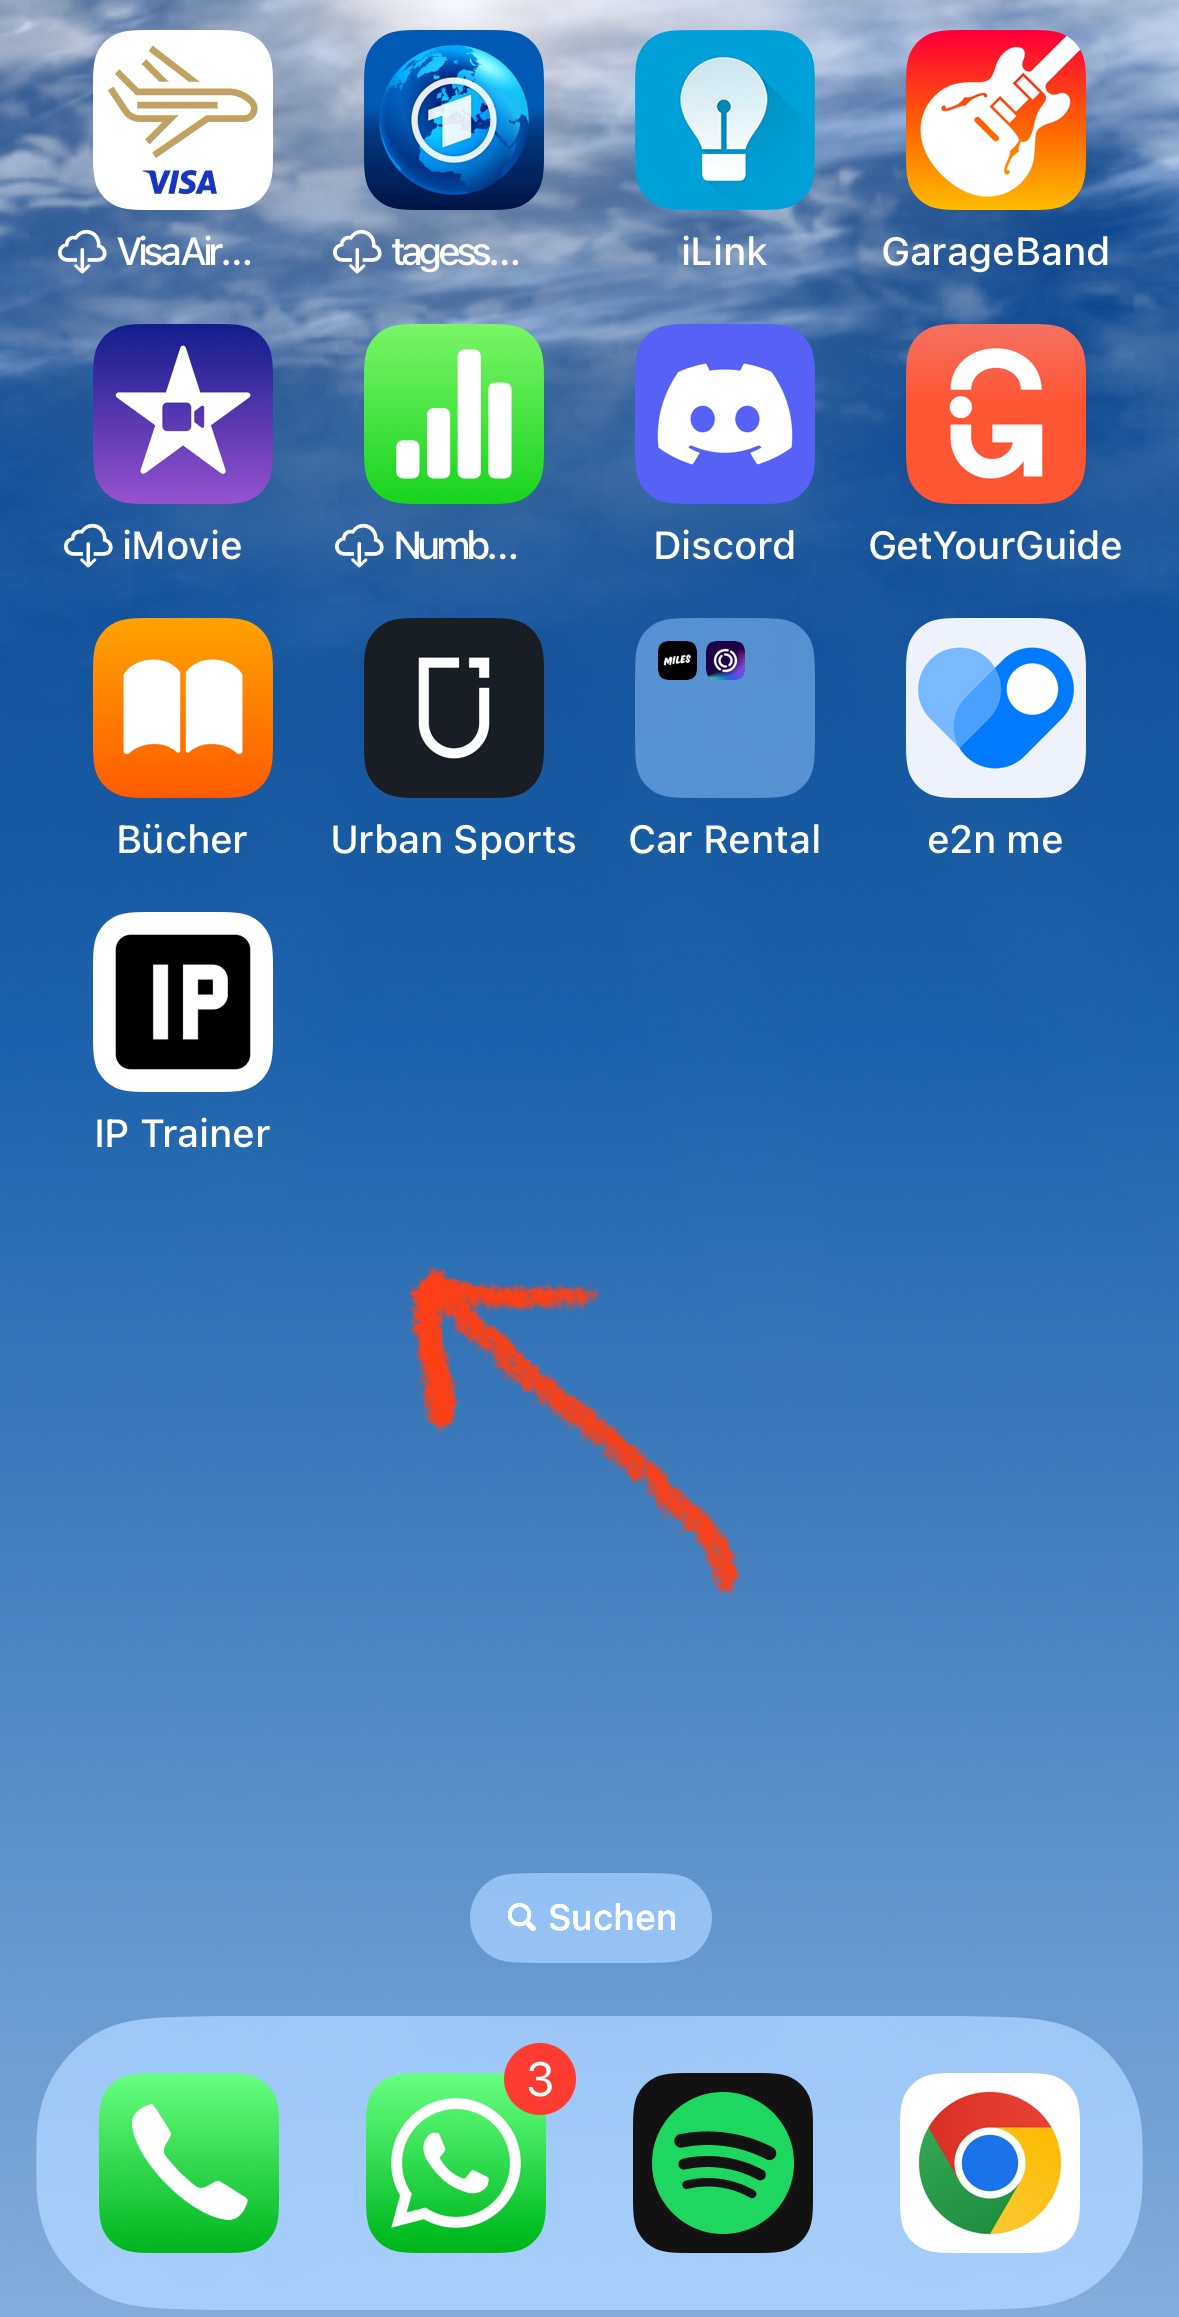 VISA
VisaAir... tagess... iLink GarageBand
iMovie Numb... Discord GetYourGuide
MILES
Bücher Urban Sports Car Rental e2n me
IP
IP Trainer
Suchen
3